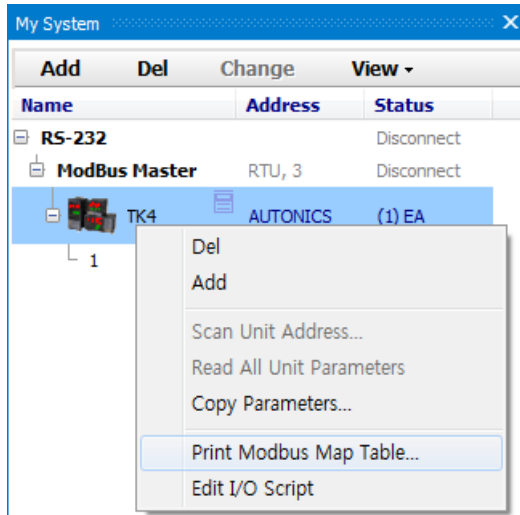 My System
Add Del Change View
Name Address Status
RS-232 Disconnect
ModBus Master RTU, 3 Disconnect
TK4 AUTONICS (1) EA
1
Del
Add
Scan Unit Address...
Read All Unit Parameters
Copy Parameters...
Print Modbus Map Table...
Edit I/O Script